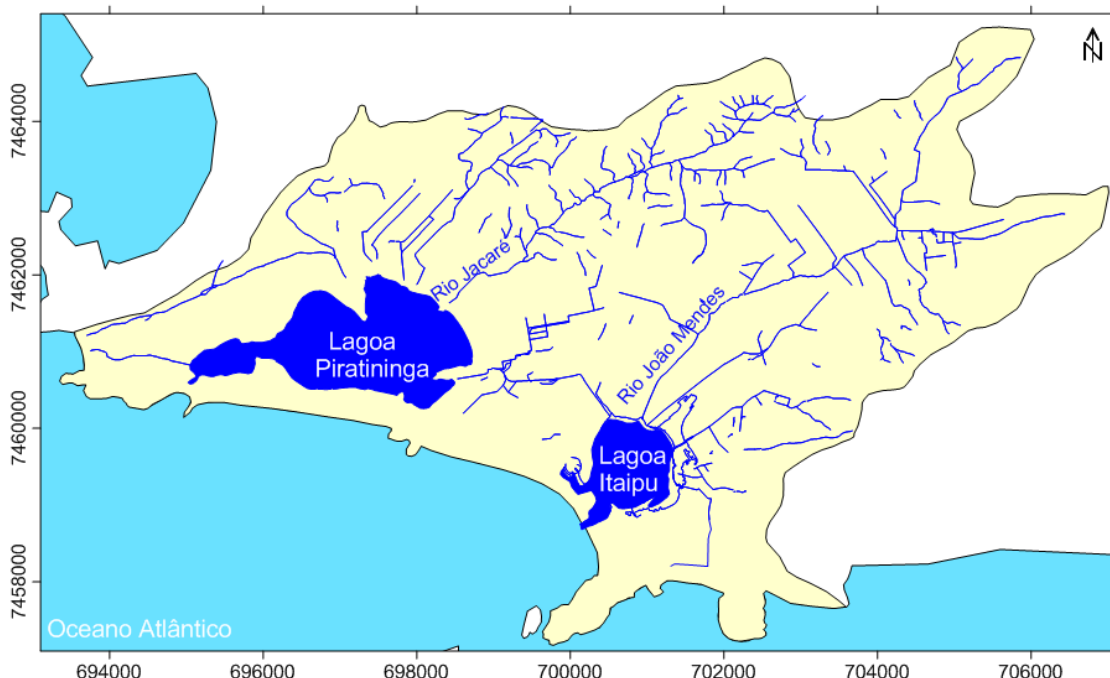 N
7464000
7462000
7460000
7458000
Rio Jacaré
Lagoa
Piratininga
Rio João Mendes
Lagoa
Itaipu
Oceano Atlântico
694000
696000
698000
700000
702000
704000
706000